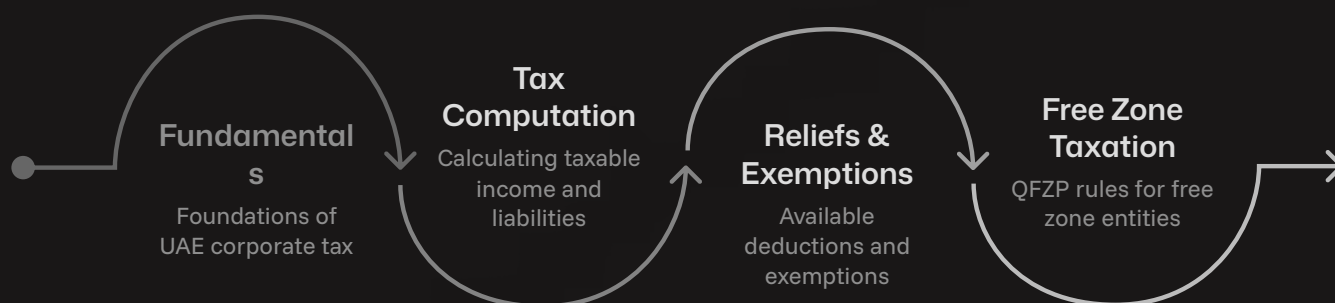 Fundamental
s
Foundations of
UAE corporate tax
Tax
Computation
Calculating taxable
income and
liabilities
Reliefs &
Exemptions
Available
deductions and
exemptions
Free Zone
Taxation
QFZP rules for free
zone entities